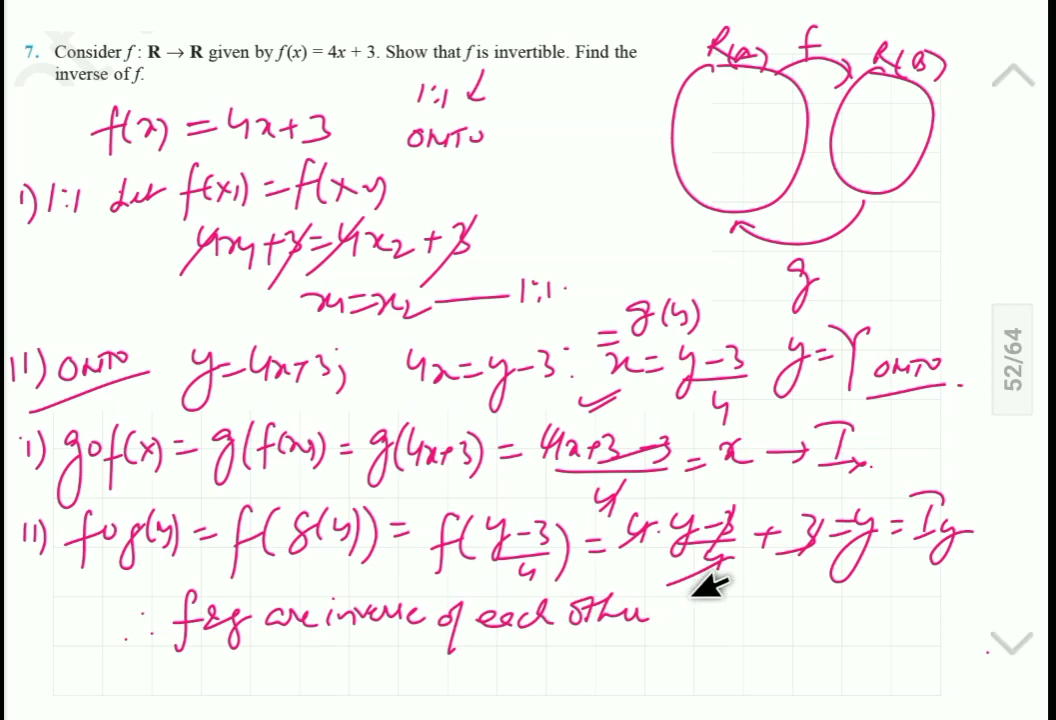 7. Consider f : R → R given by f(x) = 4x + 3. Show that f is invertible. Find the
inverse of f.
R(A) f R(B)
1:1
f(x) = 4x+3 ONTO
i) 1:1 Let f(x1) = f(x2)
4x1+3 = 4x2+3
x1 = x2 — 1:1.
g
= g(y)
II) ONTO y=4x+3; 4x=y-3: x=y-3/4 y=Y ONTO.
i) gof(x) = g(f(x)) = g(4x+3) = 4x+3-3/4 = x → Ix.
II) fog(y) = f(g(y)) = f(y-3/4) = 4.y-3/4 + 3 = y = Iy
∴ f&g are inverse of each other
52/64